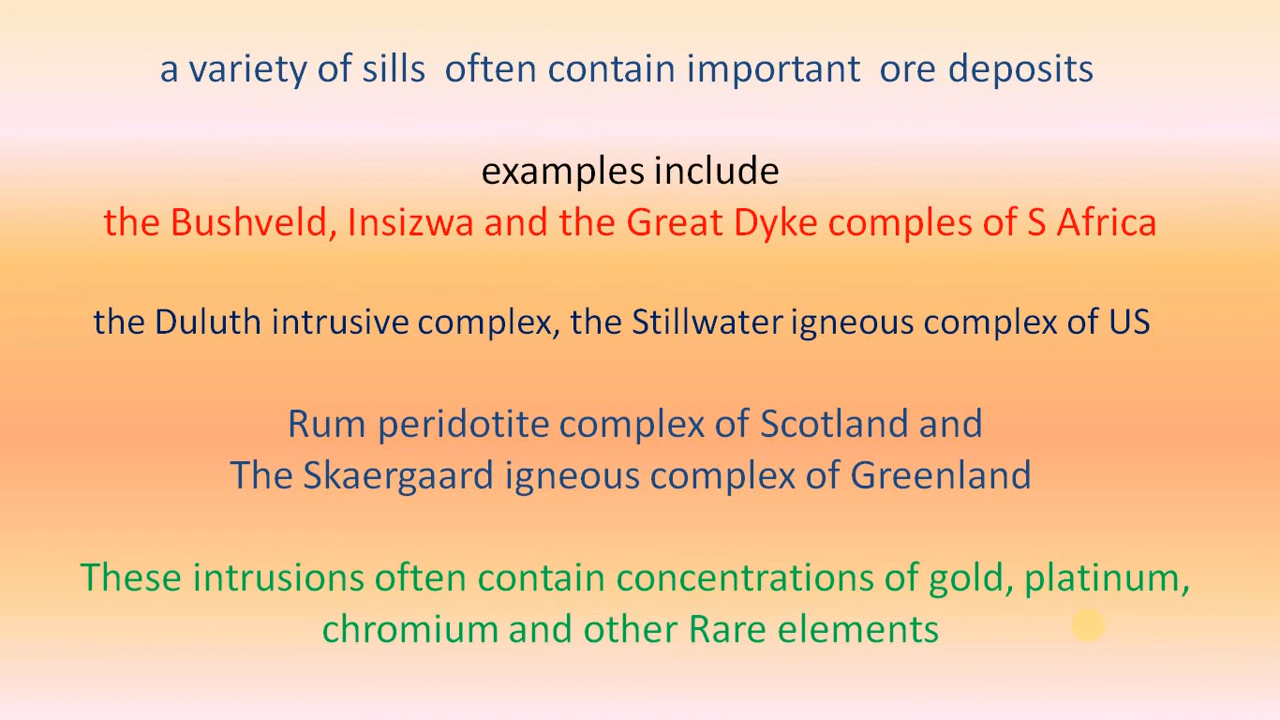 a variety of sills often contain important ore deposits
examples include
the Bushveld, Insizwa and the Great Dyke comples of S Africa
the Duluth intrusive complex, the Stillwater igneous complex of US
Rum peridotite complex of Scotland and
The Skaergaard igneous complex of Greenland
These intrusions often contain concentrations of gold, platinum,
chromium and other Rare elements